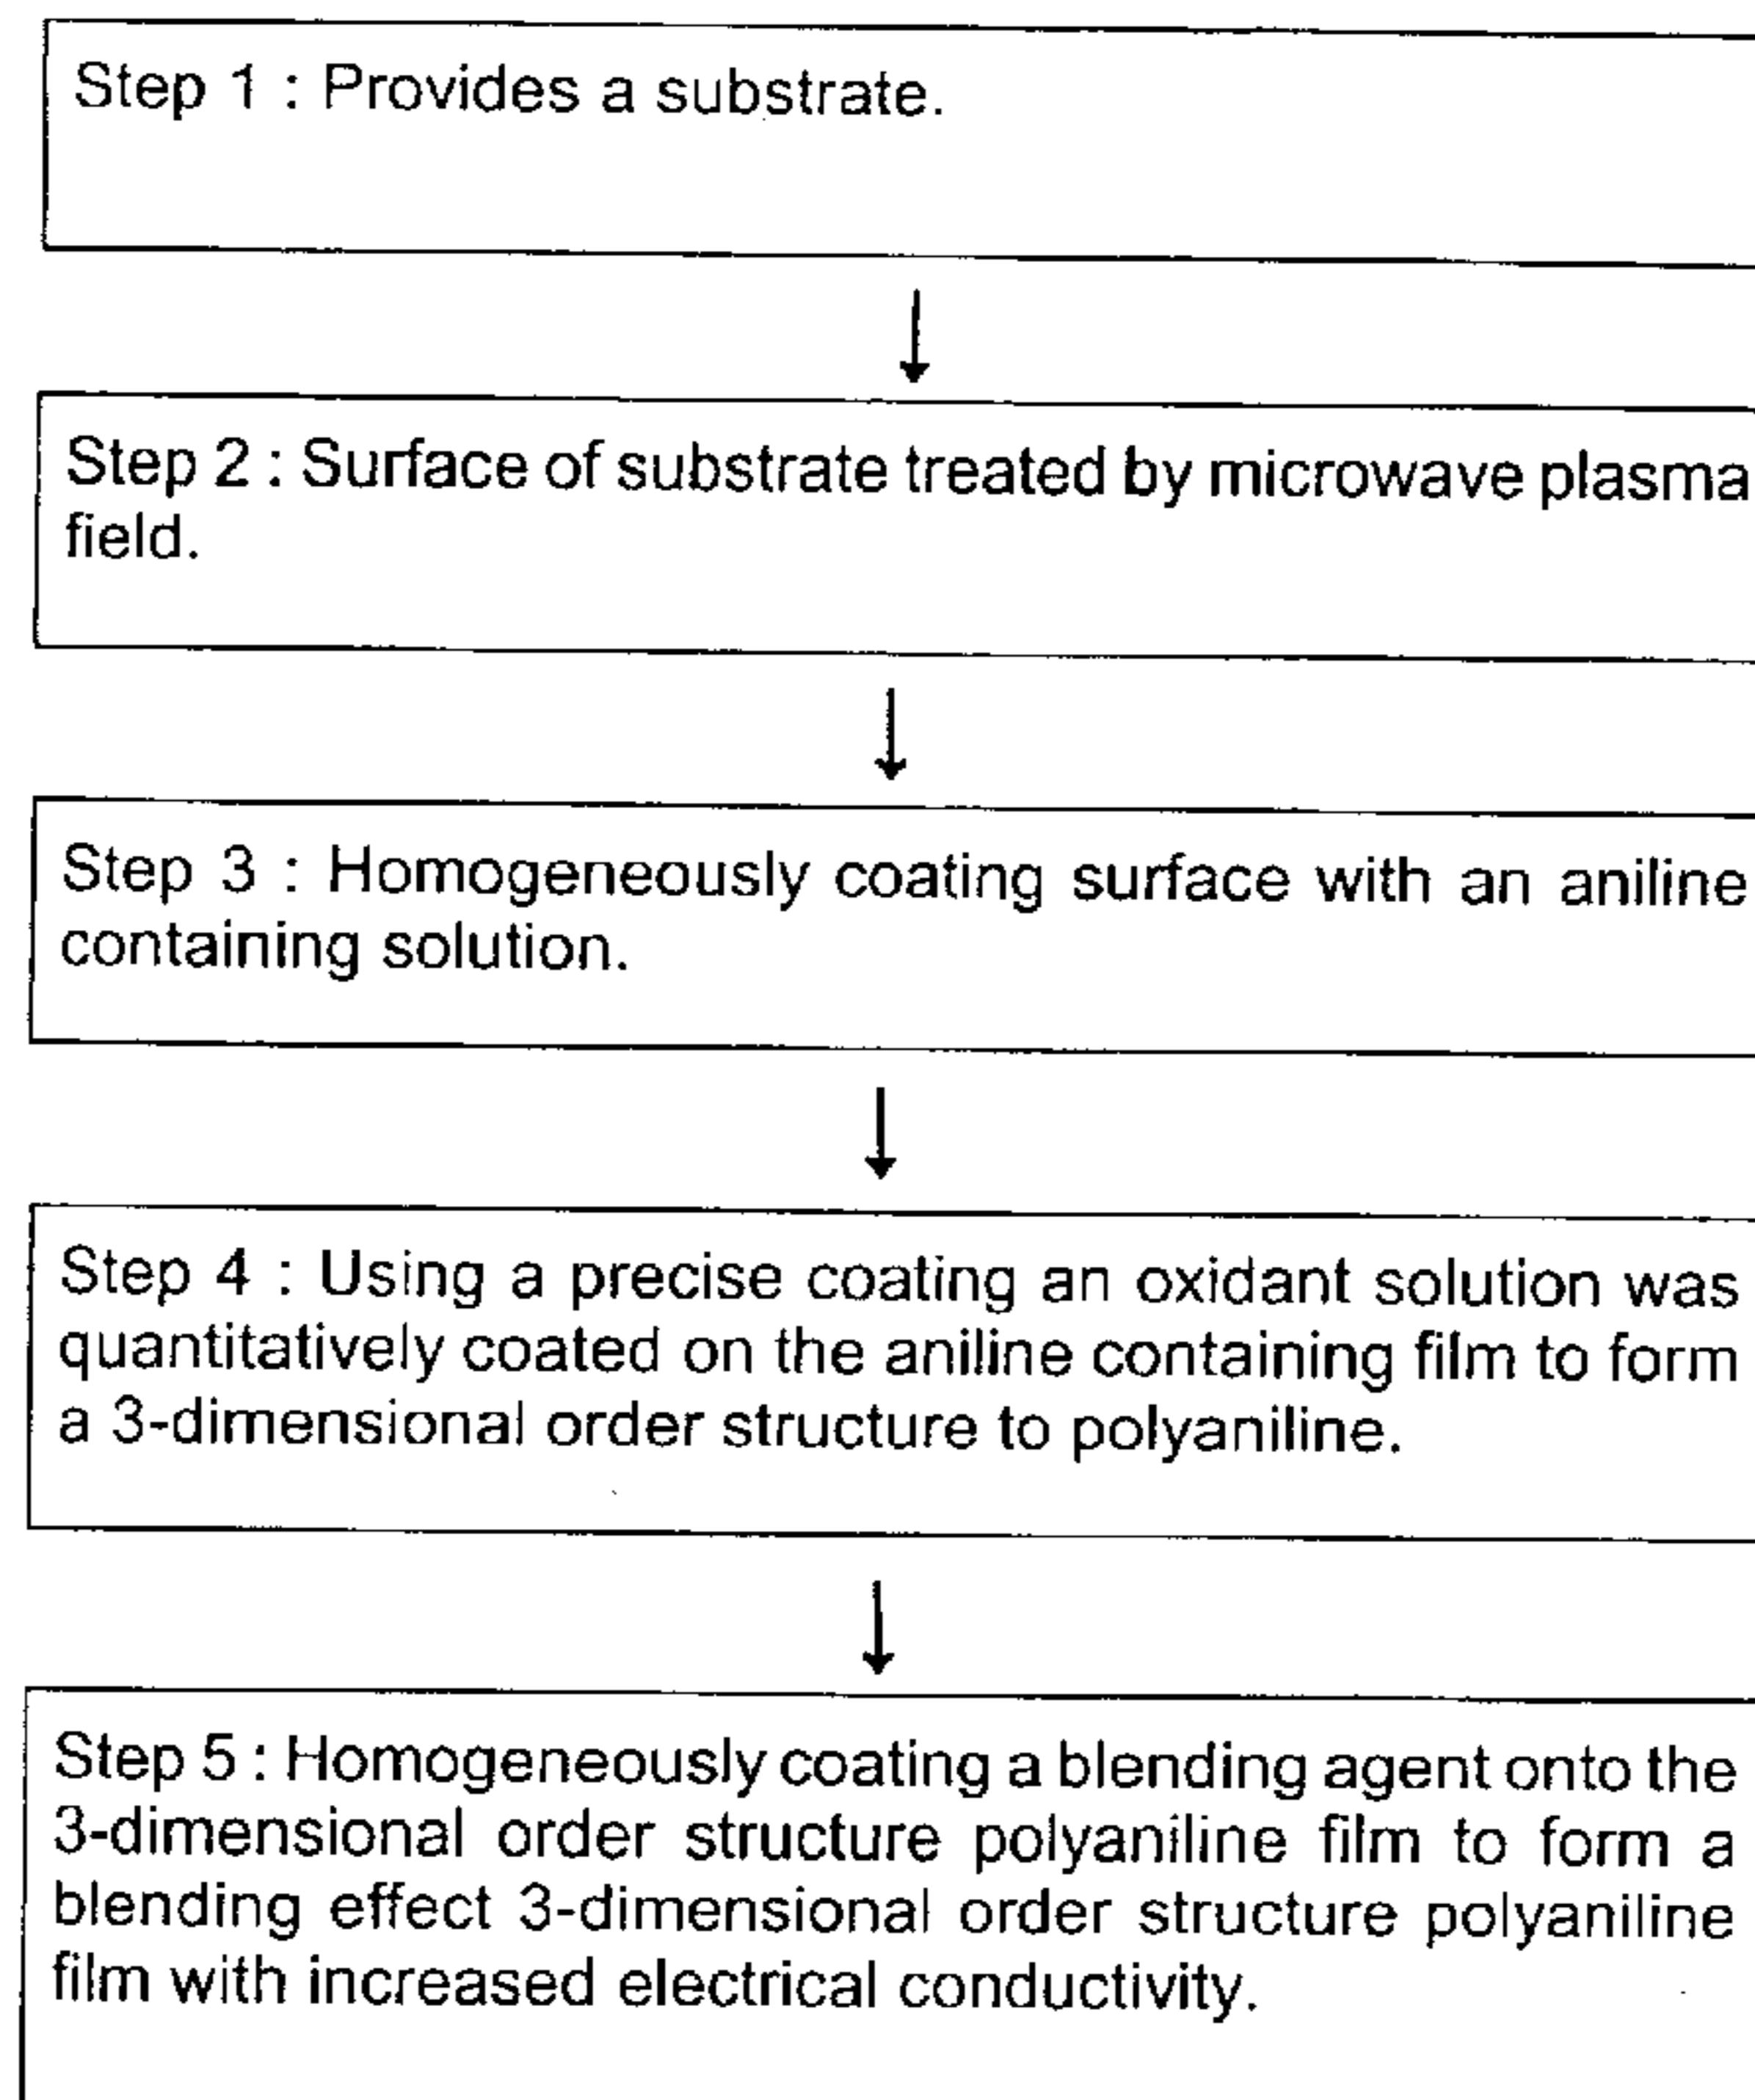 Step 1 : Provides a substrate.
Step 2 : Surface of substrate treated by microwave plasma
field.
Step 3 : Homogeneously coating surface with an aniline
containing solution.
Step 4 : Using a precise coating an oxidant solution was
quantitatively coated on the aniline containing film to form
a 3-dimensional order structure to polyaniline.
Step 5 : Homogeneously coating a blending agent onto the
3-dimensional order structure polyaniline film to form a
blending effect 3-dimensional order structure polyaniline
film with increased electrical conductivity.